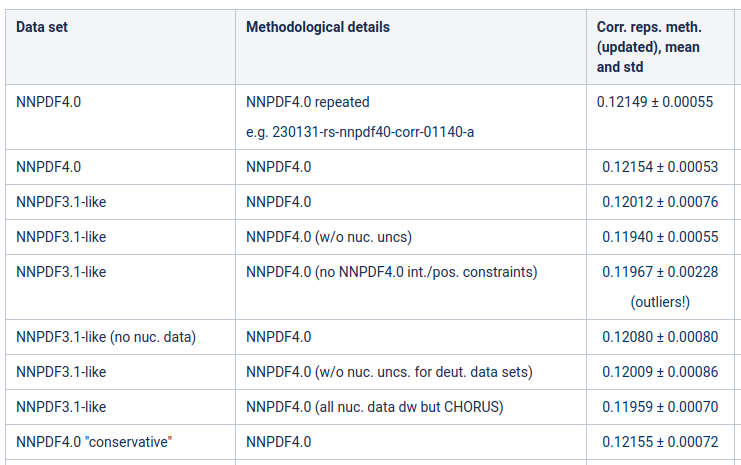 Data set Methodological details Corr. reps. meth.
(updated), mean
and std
NNPDF4.0 NNPDF4.0 repeated 0.12149 ± 0.00055
e.g. 230131-rs-nnpdf40-corr-01140-a
NNPDF4.0 NNPDF4.0 0.12154 ± 0.00053
NNPDF3.1-like NNPDF4.0 0.12012 ± 0.00076
NNPDF3.1-like NNPDF4.0 (w/o nuc. uncs) 0.11940 ± 0.00055
NNPDF3.1-like NNPDF4.0 (no NNPDF4.0 int./pos. constraints) 0.11967 ± 0.00228
(outliers!)
NNPDF3.1-like (no nuc. data) NNPDF4.0 0.12080 ± 0.00080
NNPDF3.1-like NNPDF4.0 (w/o nuc. uncs. for deut. data sets) 0.12009 ± 0.00086
NNPDF3.1-like NNPDF4.0 (all nuc. data dw but CHORUS) 0.11959 ± 0.00070
NNPDF4.0 "conservative" NNPDF4.0 0.12155 ± 0.00072